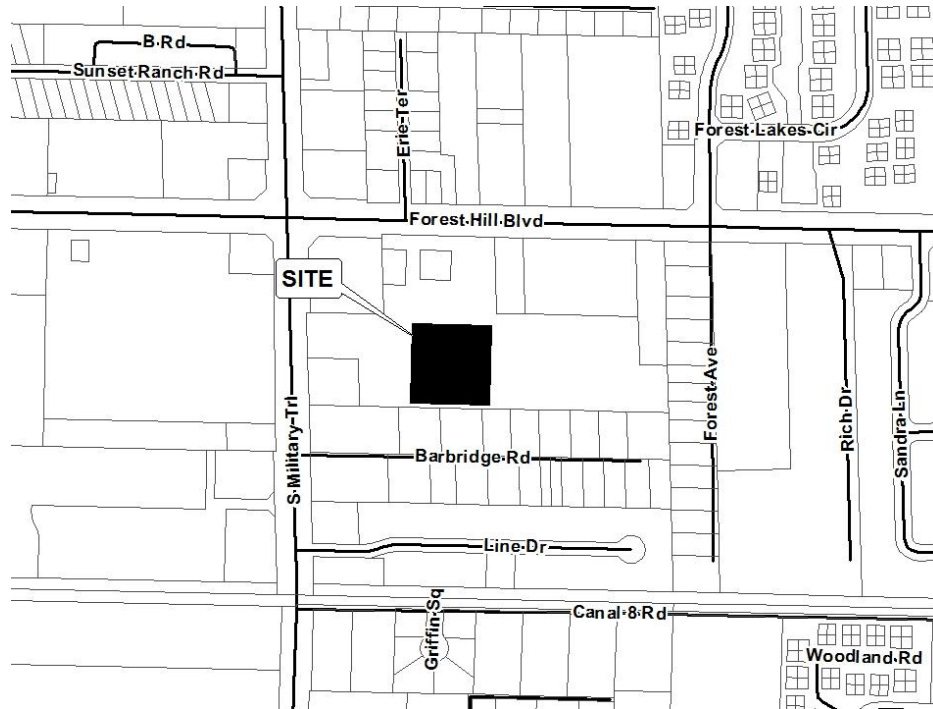 B Rd
Sunset Ranch Rd
Erie Ter
Forest Lakes Cir
Forest Hill Blvd
SITE
S Military Trl
Forest Ave
Rich Dr
Sandra Ln
Barbridge Rd
Line Dr
Griffin Sq
Canal 8 Rd
Woodland Rd